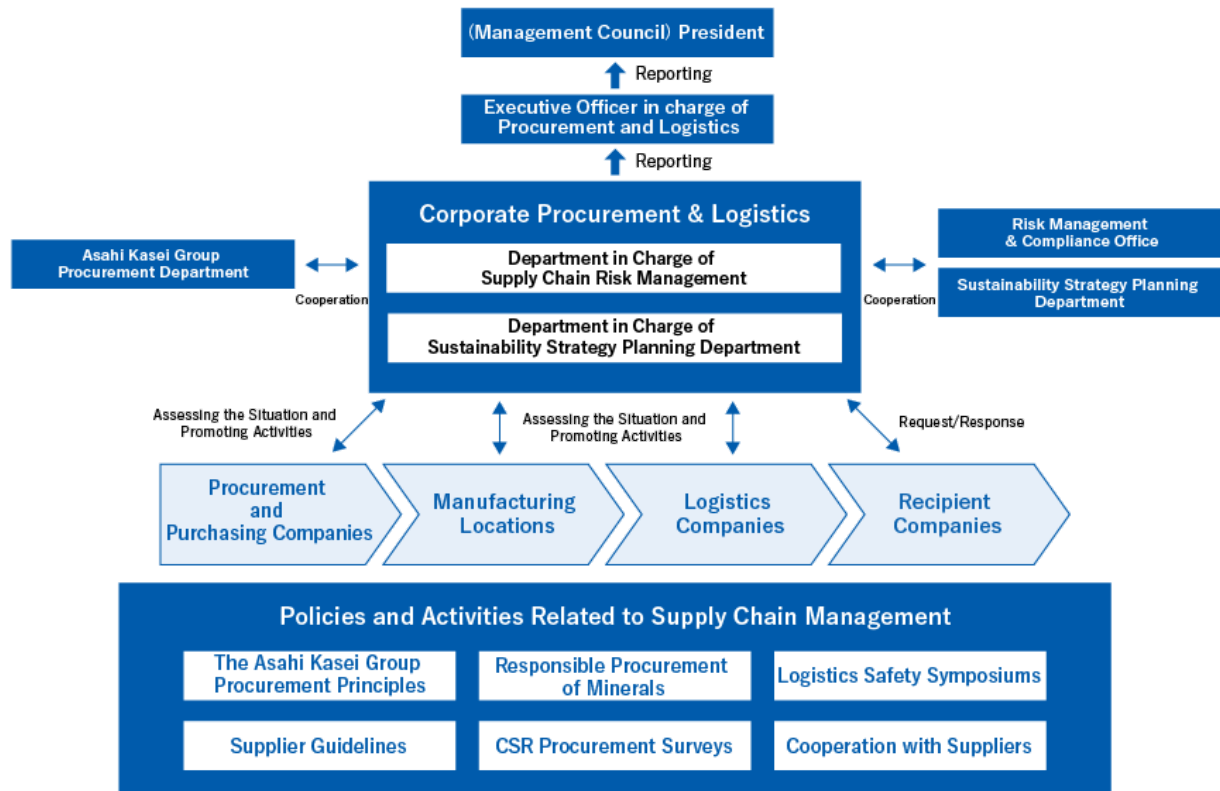 (Management Council) President
Reporting
Executive Officer in charge of
Procurement and Logistics
Reporting
Corporate Procurement & Logistics
Department in Charge of
Supply Chain Risk Management
Department in Charge of
Sustainability Strategy Planning Department
Asahi Kasei Group
Procurement Department
Cooperation
Cooperation
Risk Management
& Compliance Office
Sustainability Strategy Planning
Department
Assessing the Situation and
Promoting Activities
Assessing the Situation and
Promoting Activities
Request/Response
Procurement
and
Purchasing Companies
Manufacturing
Locations
Logistics
Companies
Recipient
Companies
Policies and Activities Related to Supply Chain Management
The Asahi Kasei Group
Procurement Principles
Responsible Procurement
of Minerals
Logistics Safety Symposiums
Supplier Guidelines
CSR Procurement Surveys
Cooperation with Suppliers